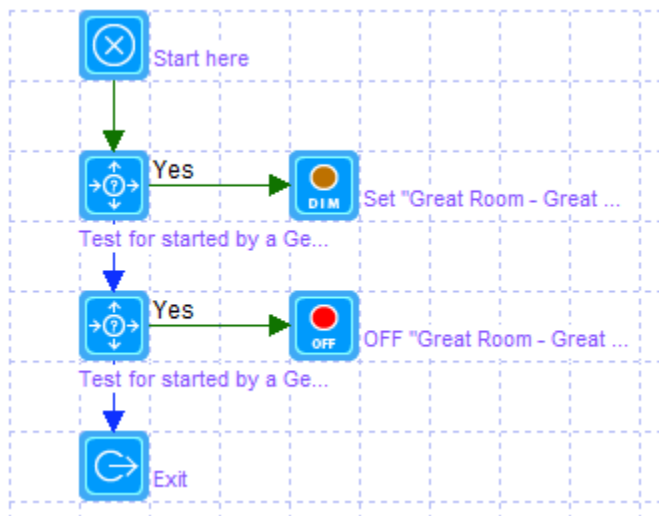 Start here
Yes
DIM
Set "Great Room - Great ...
Test for started by a Ge...
Yes
OFF
OFF "Great Room - Great ...
Test for started by a Ge...
Exit